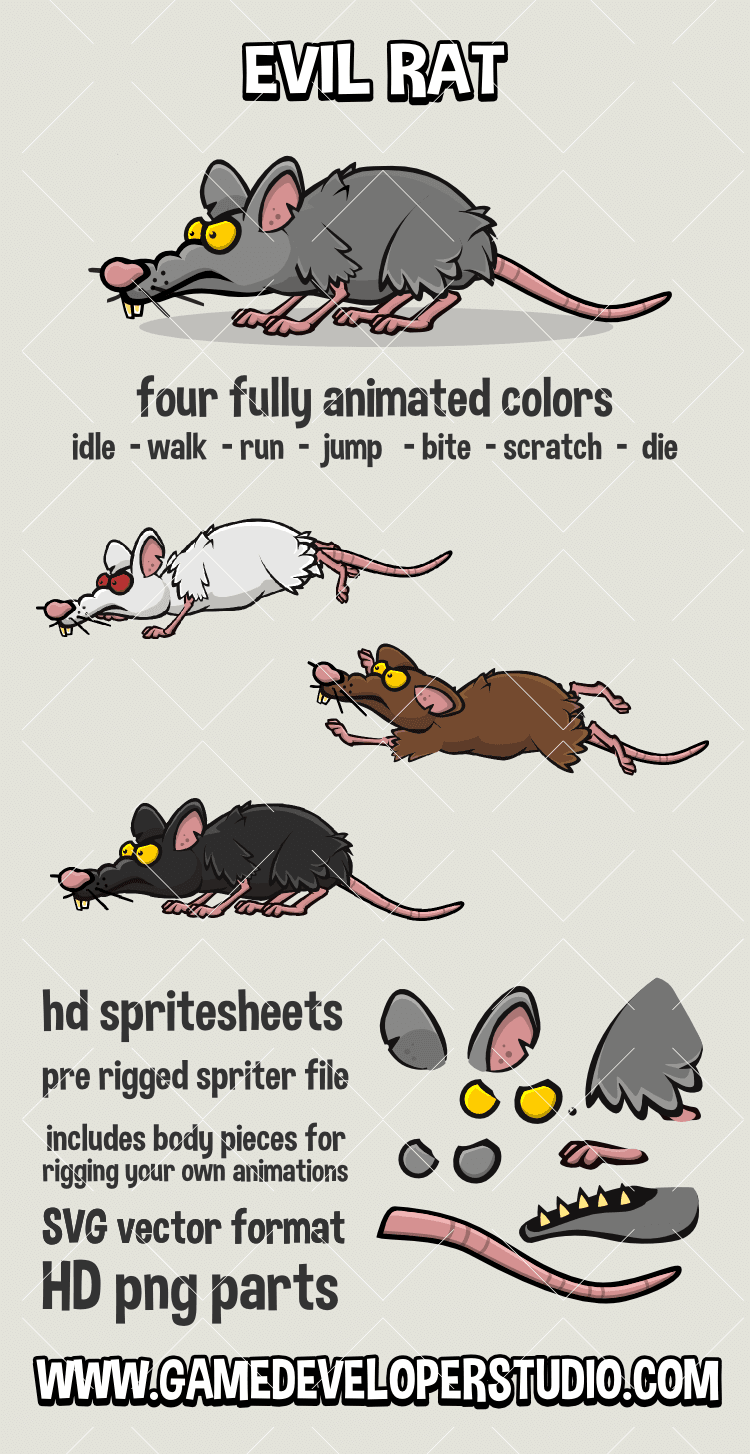 EVIL RAT
four fully animated colors
idle - walk - run - jump - bite - scratch - die
hd spritesheets
pre rigged spriter file
includes body pieces for
rigging your own animations
SVG vector format
HD png parts
WWW.GAMEDEVELOPERSTUDIO.COM